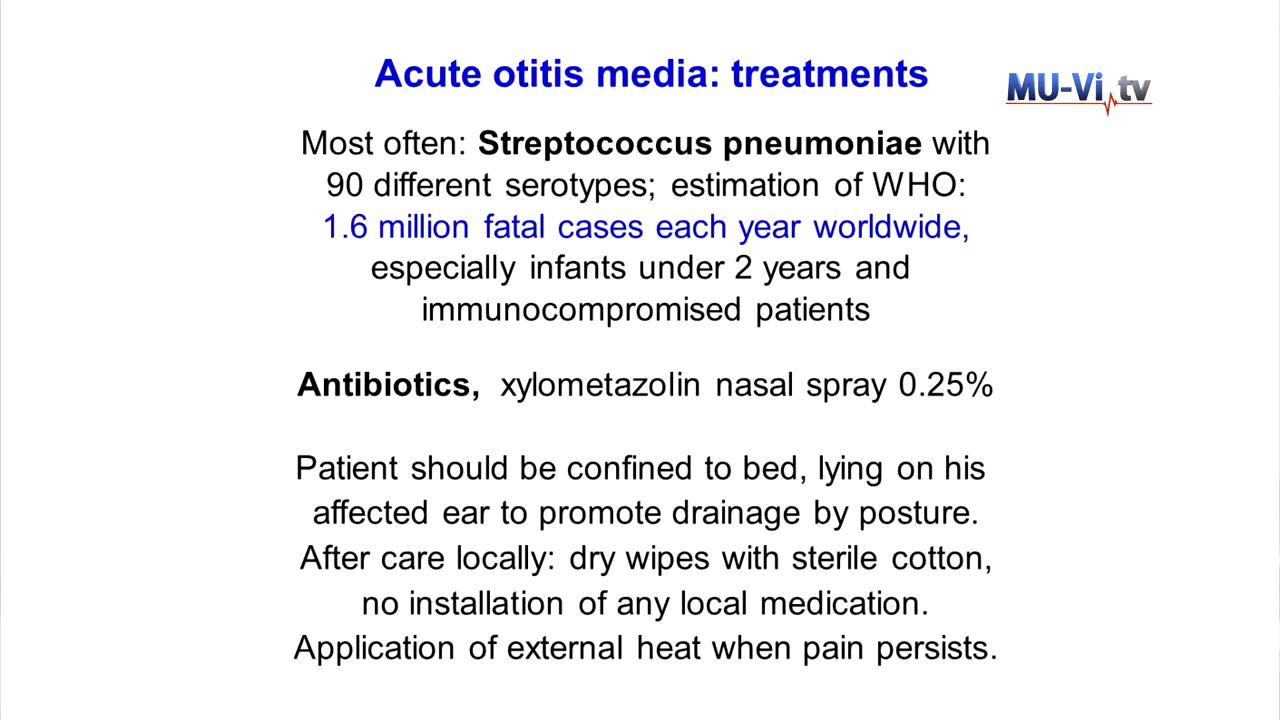 Acute otitis media: treatments
MU-Vi.tv
Most often: Streptococcus pneumoniae with
90 different serotypes; estimation of WHO:
1.6 million fatal cases each year worldwide,
especially infants under 2 years and
immunocompromised patients
Antibiotics, xylometazolin nasal spray 0.25%
Patient should be confined to bed, lying on his
affected ear to promote drainage by posture.
After care locally: dry wipes with sterile cotton,
no installation of any local medication.
Application of external heat when pain persists.